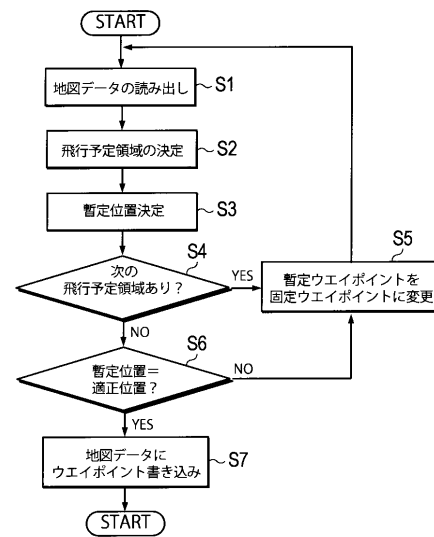 START
地図データの読み出し
S1
飛行予定領域の決定
S2
暫定位置決定
S3
次の
飛行予定領域あり？
S4
YES
S5
暫定ウエイポイントを
固定ウエイポイントに変更
NO
暫定位置＝
適正位置？
S6
NO
YES
地図データに
ウエイポイント書き込み
S7
START